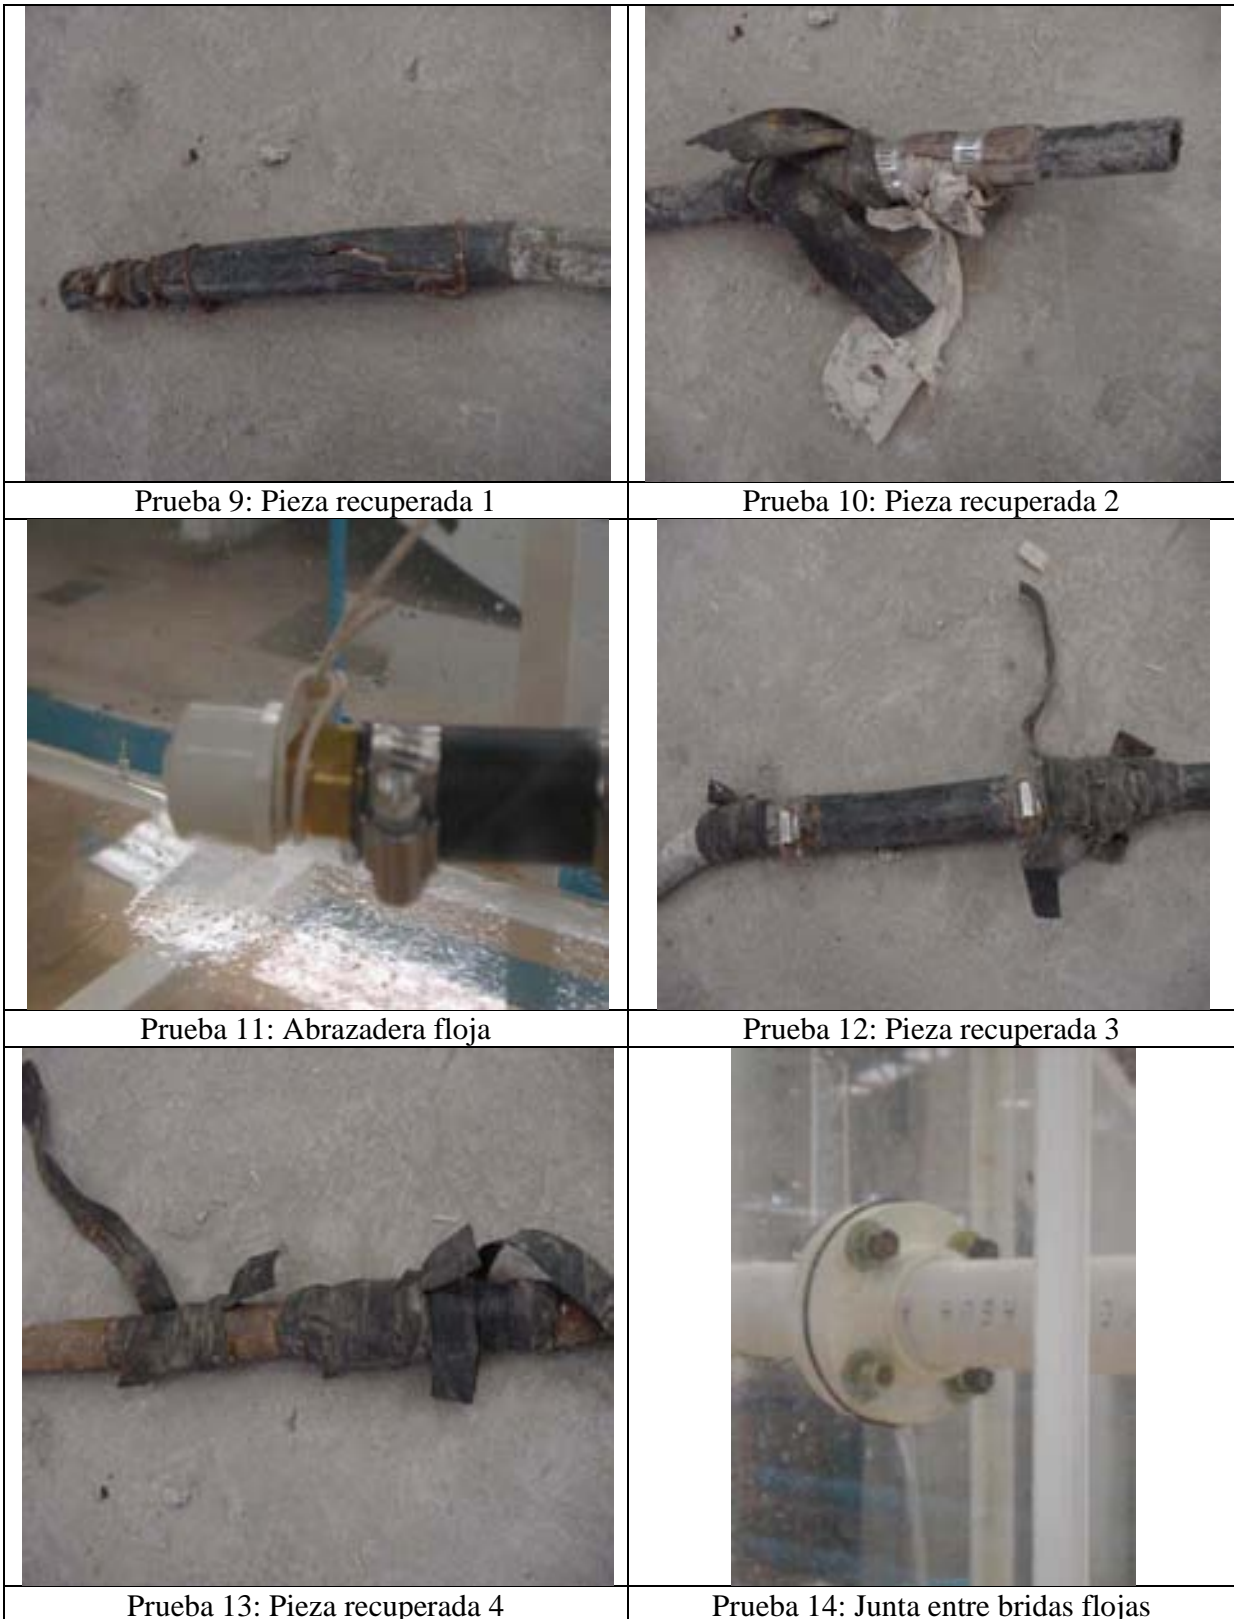 Prueba 9: Pieza recuperada 1
Prueba 10: Pieza recuperada 2
Prueba 11: Abrazadera floja
Prueba 12: Pieza recuperada 3
Prueba 13: Pieza recuperada 4
Prueba 14: Junta entre bridas flojas